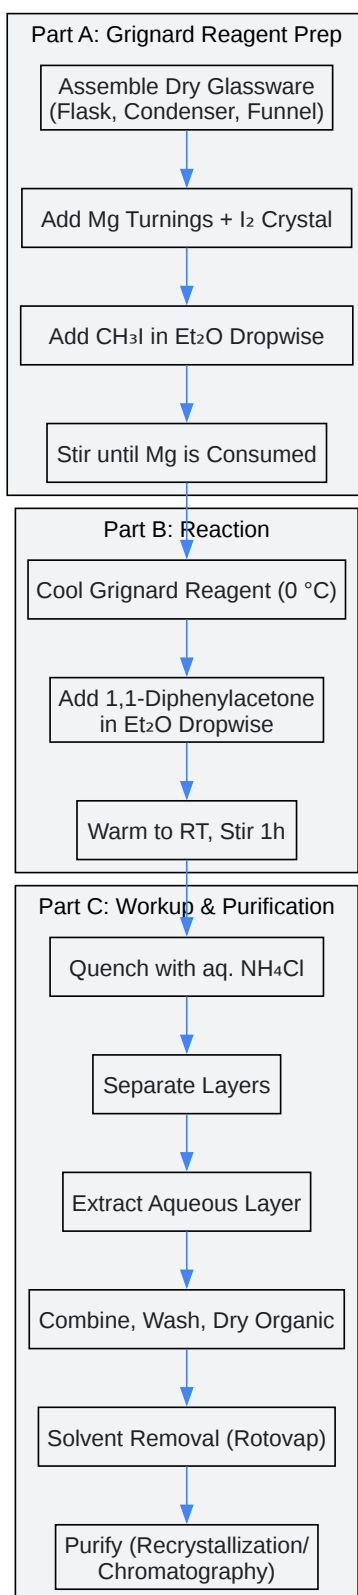 Part A: Grignard Reagent Prep
Assemble Dry Glassware
(Flask, Condenser, Funnel)
Add Mg Turnings + I₂ Crystal
Add CH₃I in Et₂O Dropwise
Stir until Mg is Consumed
Part B: Reaction
Cool Grignard Reagent (0 °C)
Add 1,1-Diphenylacetone
in Et₂O Dropwise
Warm to RT, Stir 1h
Part C: Workup & Purification
Quench with aq. NH₄Cl
Separate Layers
Extract Aqueous Layer
Combine, Wash, Dry Organic
Solvent Removal (Rotovap)
Purify (Recrystallization/
Chromatography)